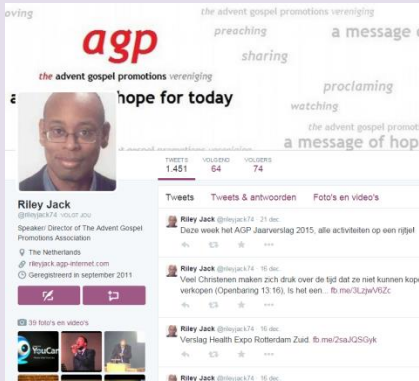 oving
the advent gospel promotions vereniging
preaching
a message o
agp
sharing
the advent gospel promotions vereniging
proclaming
a
hope for today
watching
the advent gospel promot
a message of hop
TWEETS
1.451
VOLGEND
64
VOLGERS
74
Riley Jack
@rileyjack74 VOLGT JOU
Speaker/ Director of The Advent Gospel
Promotions Association
The Netherlands
rileyjack.agp-internet.com
Geregistreerd in september 2011
39 foto's en video's
YouCan
Tweets
Tweets & antwoorden
Foto's en video's
Riley Jack @rileyjack74 · 21 dec.
Deze week het AGP Jaarverslag 2015, alle activiteiten op een rijtje!
Riley Jack @rileyjack74 · 16 dec.
Veel Christenen maken zich druk over de tijd dat ze niet kunnen kop
verkopen (Openbaring 13:16). Is het een... fb.me/3LzjwV6Zc
Riley Jack @rileyjack74 · 16 dec.
Verslag Health Expo Rotterdam Zuid. fb.me/2saJQSGyk
Riley Jack @rileyjack74 · 16 dec.